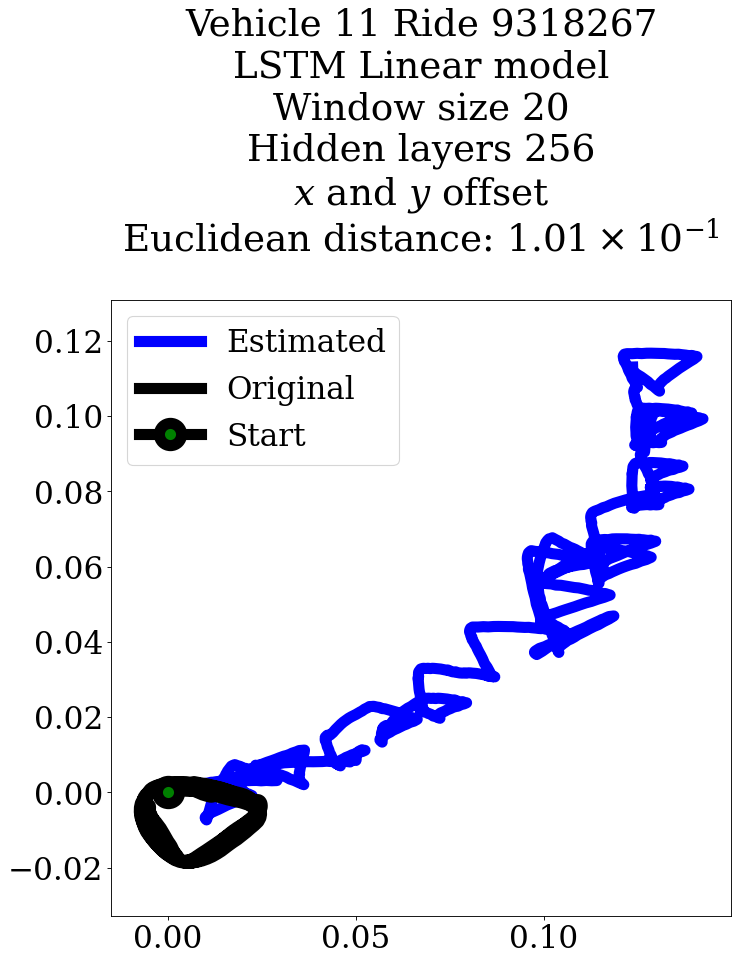 Vehicle 11 Ride 9318267
LSTM Linear model
Window size 20
Hidden layers 256
x and y offset
Euclidean distance: 1.01 × 10⁻¹
Estimated
Original
Start
0.12
0.10
0.08
0.06
0.04
0.02
0.00
−0.02
0.00 0.05 0.10